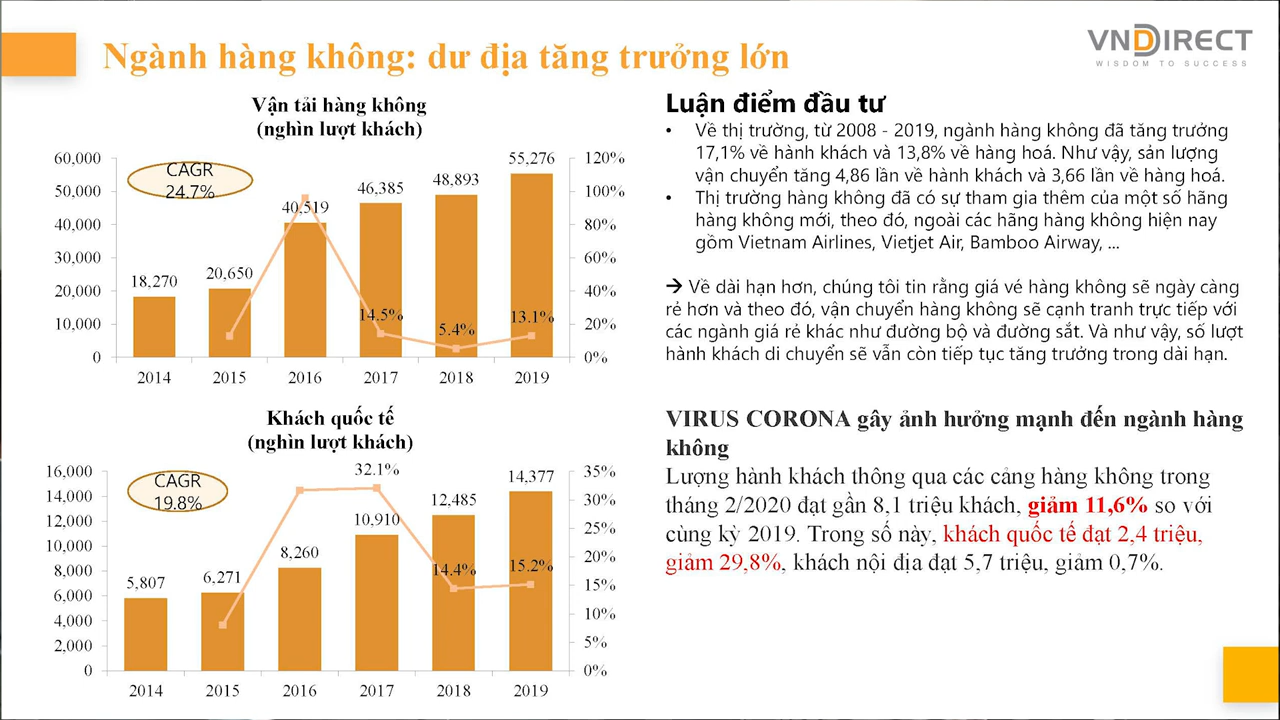 Ngành hàng không: dư địa tăng trưởng lớn
VNDIRECT
WISDOM TO SUCCESS
Vận tải hàng không
(nghìn lượt khách)
CAGR
24.7%
60,000
50,000
40,000
30,000
20,000
10,000
0
120%
100%
80%
60%
40%
20%
0%
18,270
20,650
40,519
46,385
48,893
55,276
14.5%
5.4%
13.1%
2014
2015
2016
2017
2018
2019
Khách quốc tế
(nghìn lượt khách)
CAGR
19.8%
16,000
14,000
12,000
10,000
8,000
6,000
4,000
2,000
0
35%
30%
25%
20%
15%
10%
5%
0%
5,807
6,271
8,260
10,910
12,485
14,377
32.1%
14.4%
15.2%
2014
2015
2016
2017
2018
2019
Luận điểm đầu tư
• Về thị trường, từ 2008 - 2019, ngành hàng không đã tăng trưởng
17,1% về hành khách và 13,8% về hàng hoá. Như vậy, sản lượng
vận chuyển tăng 4,86 lần về hành khách và 3,66 lần về hàng hoá.
• Thị trường hàng không đã có sự tham gia thêm của một số hãng
hàng không mới, theo đó, ngoài các hãng hàng không hiện nay
gồm Vietnam Airlines, Vietjet Air, Bamboo Airway, ...
→ Về dài hạn hơn, chúng tôi tin rằng giá vé hàng không sẽ ngày càng
rẻ hơn và theo đó, vận chuyển hàng không sẽ cạnh tranh trực tiếp với
các ngành giá rẻ khác như đường bộ và đường sắt. Và như vậy, số lượt
hành khách di chuyển sẽ vẫn còn tiếp tục tăng trưởng trong dài hạn.
VIRUS CORONA gây ảnh hưởng mạnh đến ngành hàng
không
Lượng hành khách thông qua các cảng hàng không trong
tháng 2/2020 đạt gần 8,1 triệu khách, giảm 11,6% so với
cùng kỳ 2019. Trong số này, khách quốc tế đạt 2,4 triệu,
giảm 29,8%, khách nội địa đạt 5,7 triệu, giảm 0,7%.